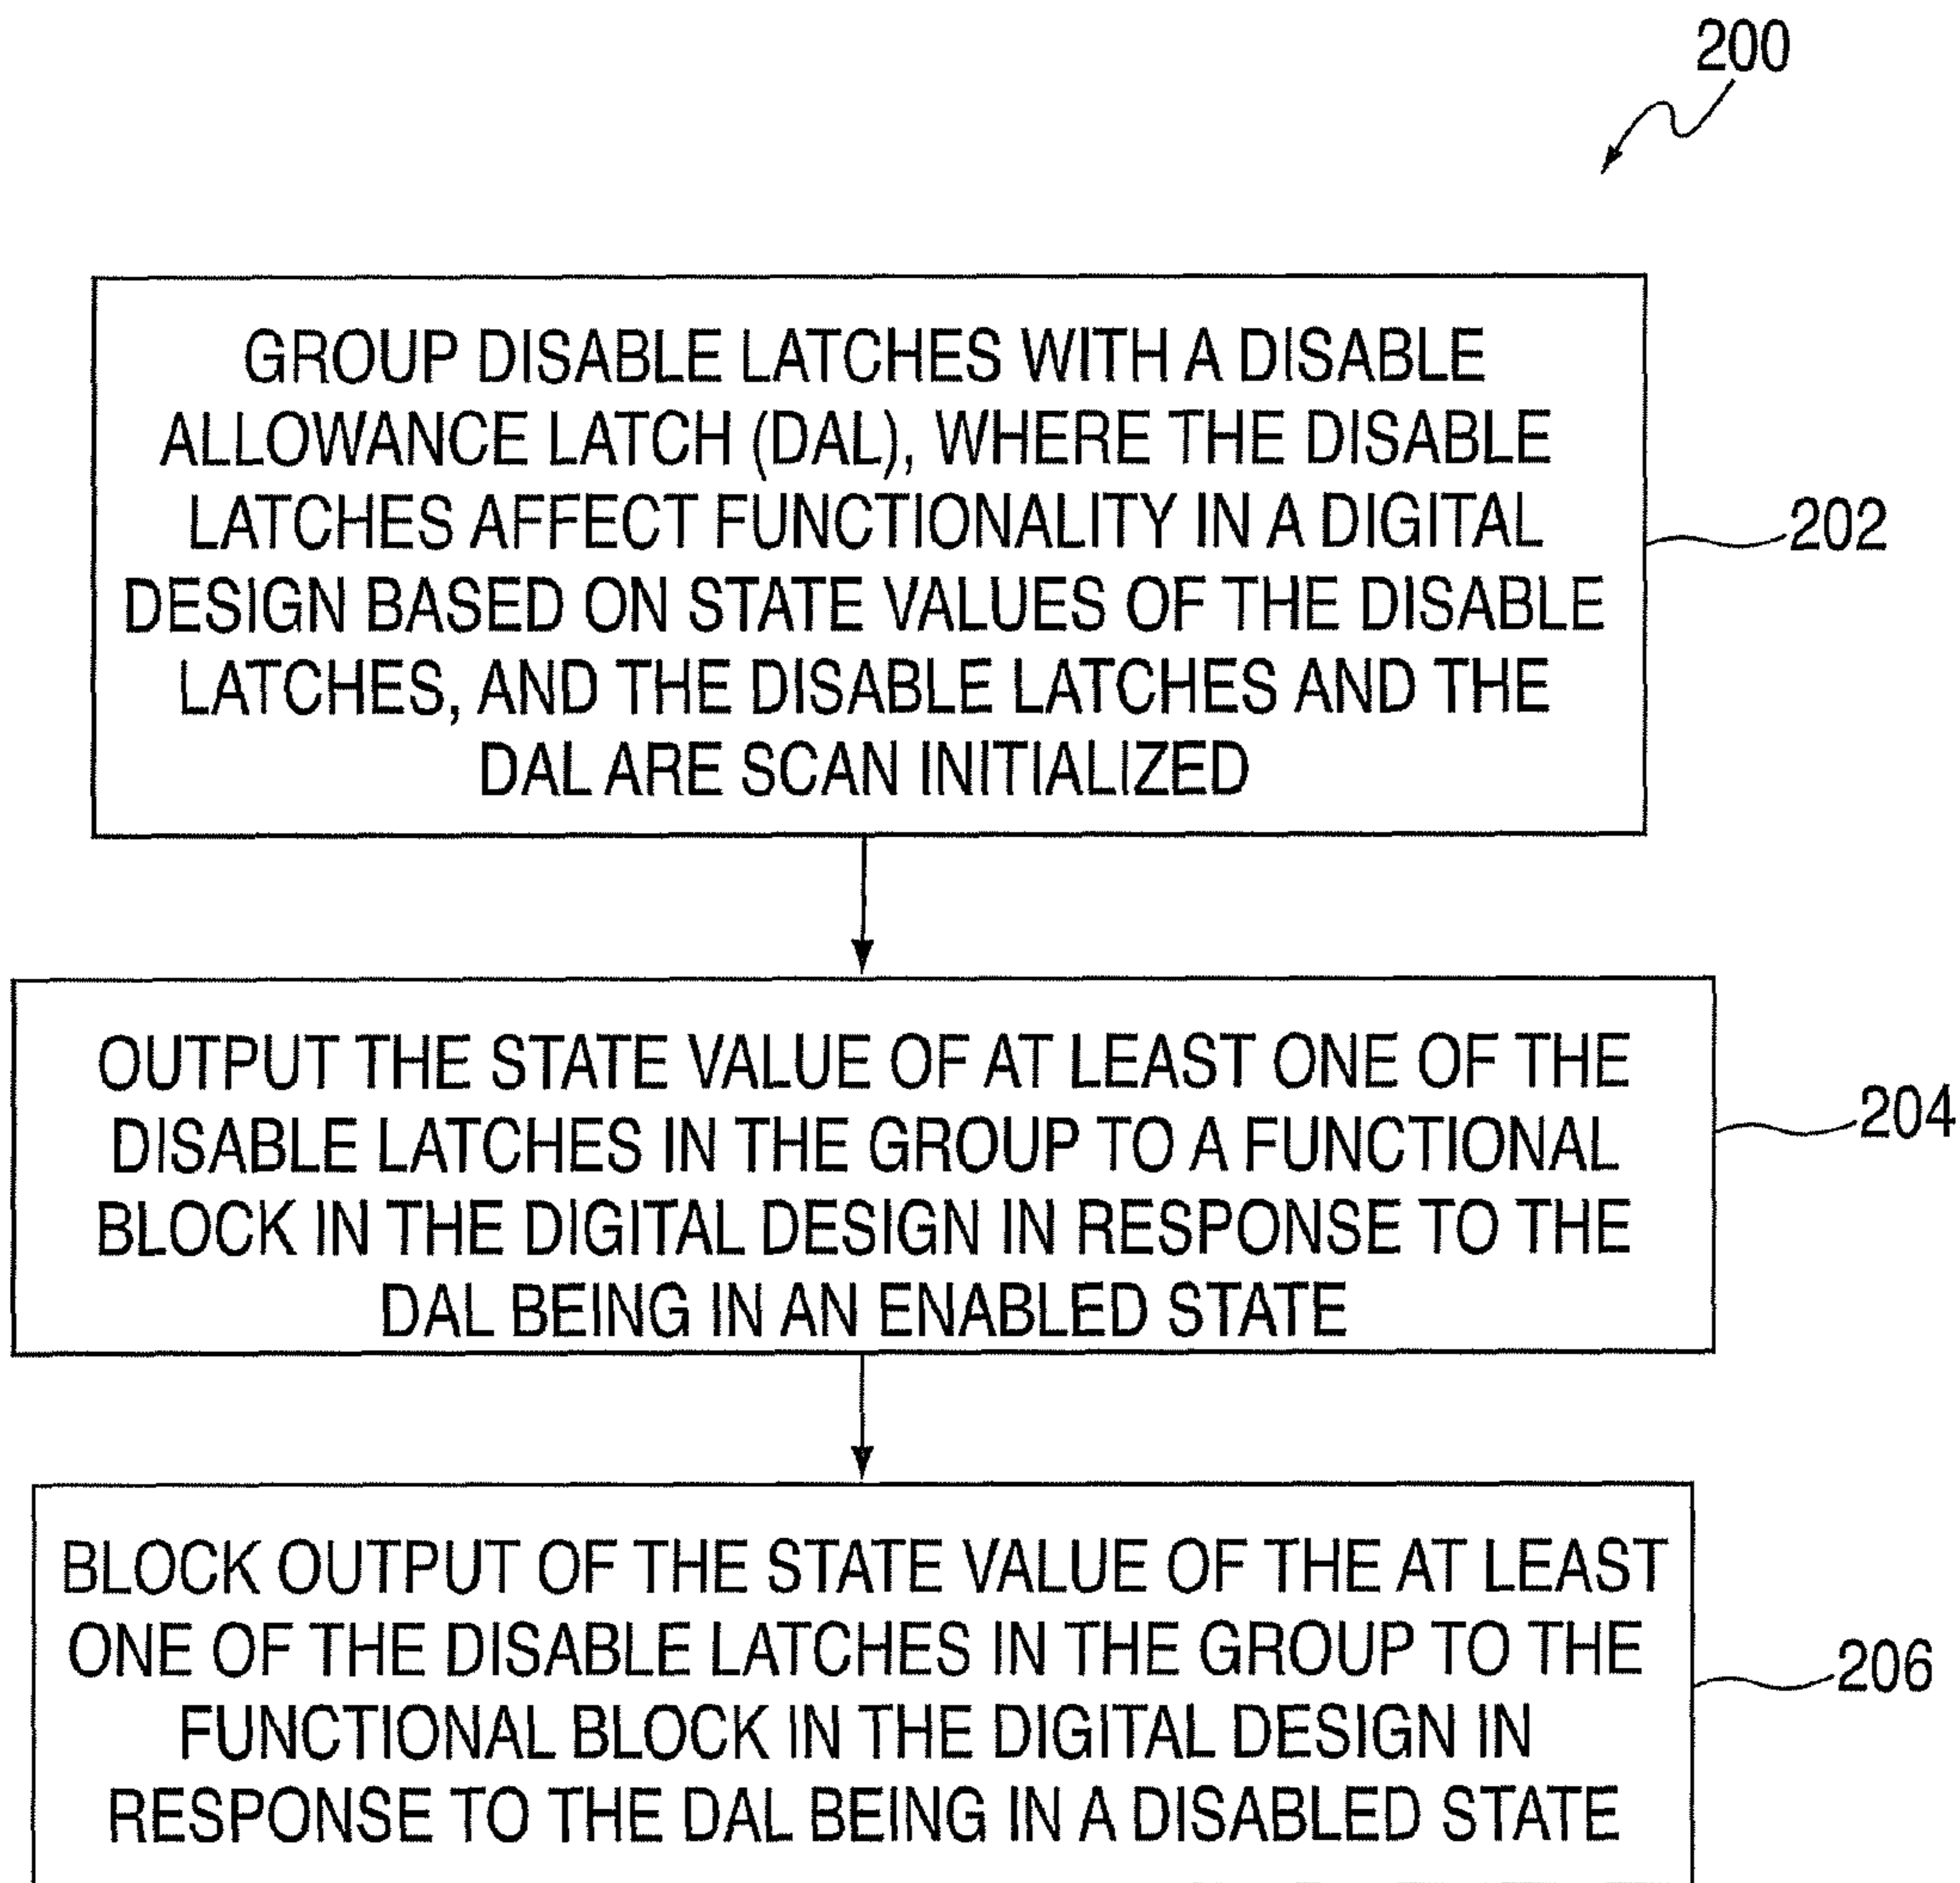 200
GROUP DISABLE LATCHES WITH A DISABLE
ALLOWANCE LATCH (DAL), WHERE THE DISABLE
LATCHES AFFECT FUNCTIONALITY IN A DIGITAL
DESIGN BASED ON STATE VALUES OF THE DISABLE
LATCHES, AND THE DISABLE LATCHES AND THE
DAL ARE SCAN INITIALIZED
202
OUTPUT THE STATE VALUE OF AT LEAST ONE OF THE
DISABLE LATCHES IN THE GROUP TO A FUNCTIONAL
BLOCK IN THE DIGITAL DESIGN IN RESPONSE TO THE
DAL BEING IN AN ENABLED STATE
204
BLOCK OUTPUT OF THE STATE VALUE OF THE AT LEAST
ONE OF THE DISABLE LATCHES IN THE GROUP TO THE
FUNCTIONAL BLOCK IN THE DIGITAL DESIGN IN
RESPONSE TO THE DAL BEING IN A DISABLED STATE
206